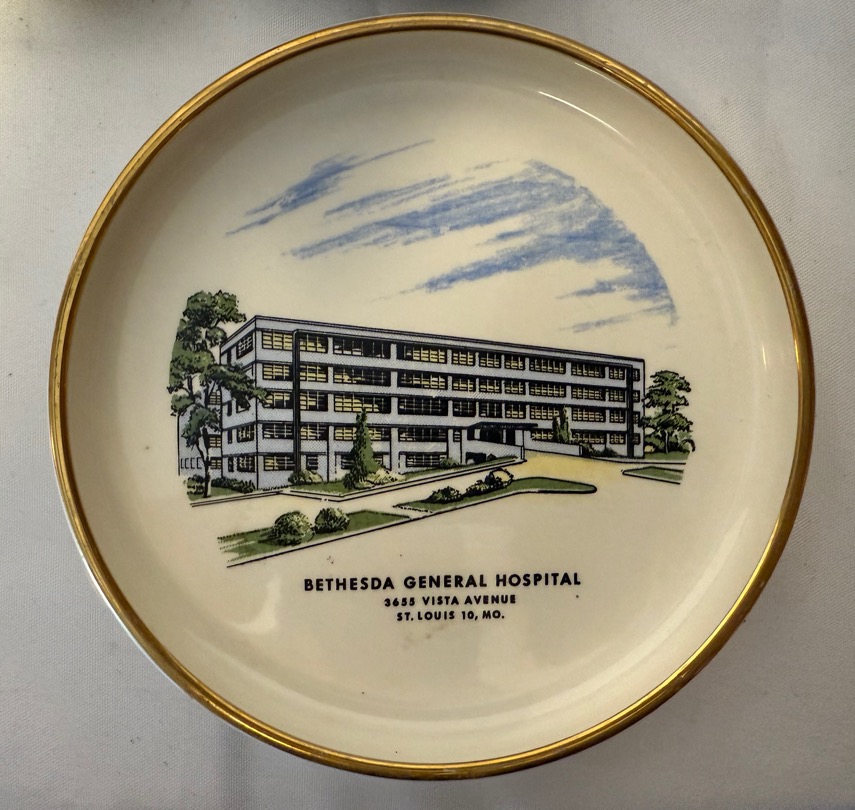 BETHESDA GENERAL HOSPITAL
3655 VISTA AVENUE
ST. LOUIS 10, MO.